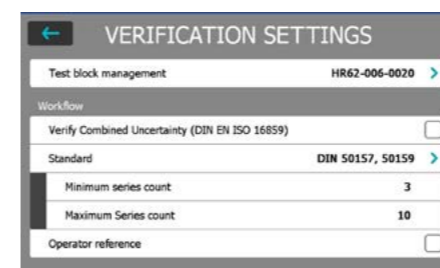 VERIFICATION SETTINGS
Test block management HR62-006-0020
Workflow
Verify Combined Uncertainty (DIN EN ISO 16859)
Standard DIN 50157, 50159
Minimum series count 3
Maximum Series count 10
Operator reference